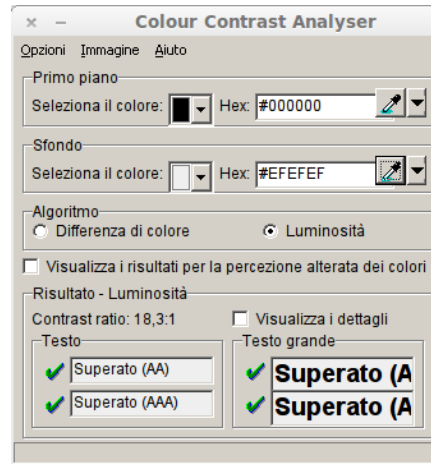 Colour Contrast Analyser
Opzioni Immagine Aiuto
Primo piano
Seleziona il colore: Hex: #000000
Sfondo
Seleziona il colore: Hex: #EFEFEF
Algoritmo
Differenza di colore Luminosità
Visualizza i risultati per la percezione alterata dei colori
Risultato - Luminosità
Contrast ratio: 18,3:1 Visualizza i dettagli
Testo Testo grande
Superato (AA) Superato (A
Superato (AAA) Superato (A